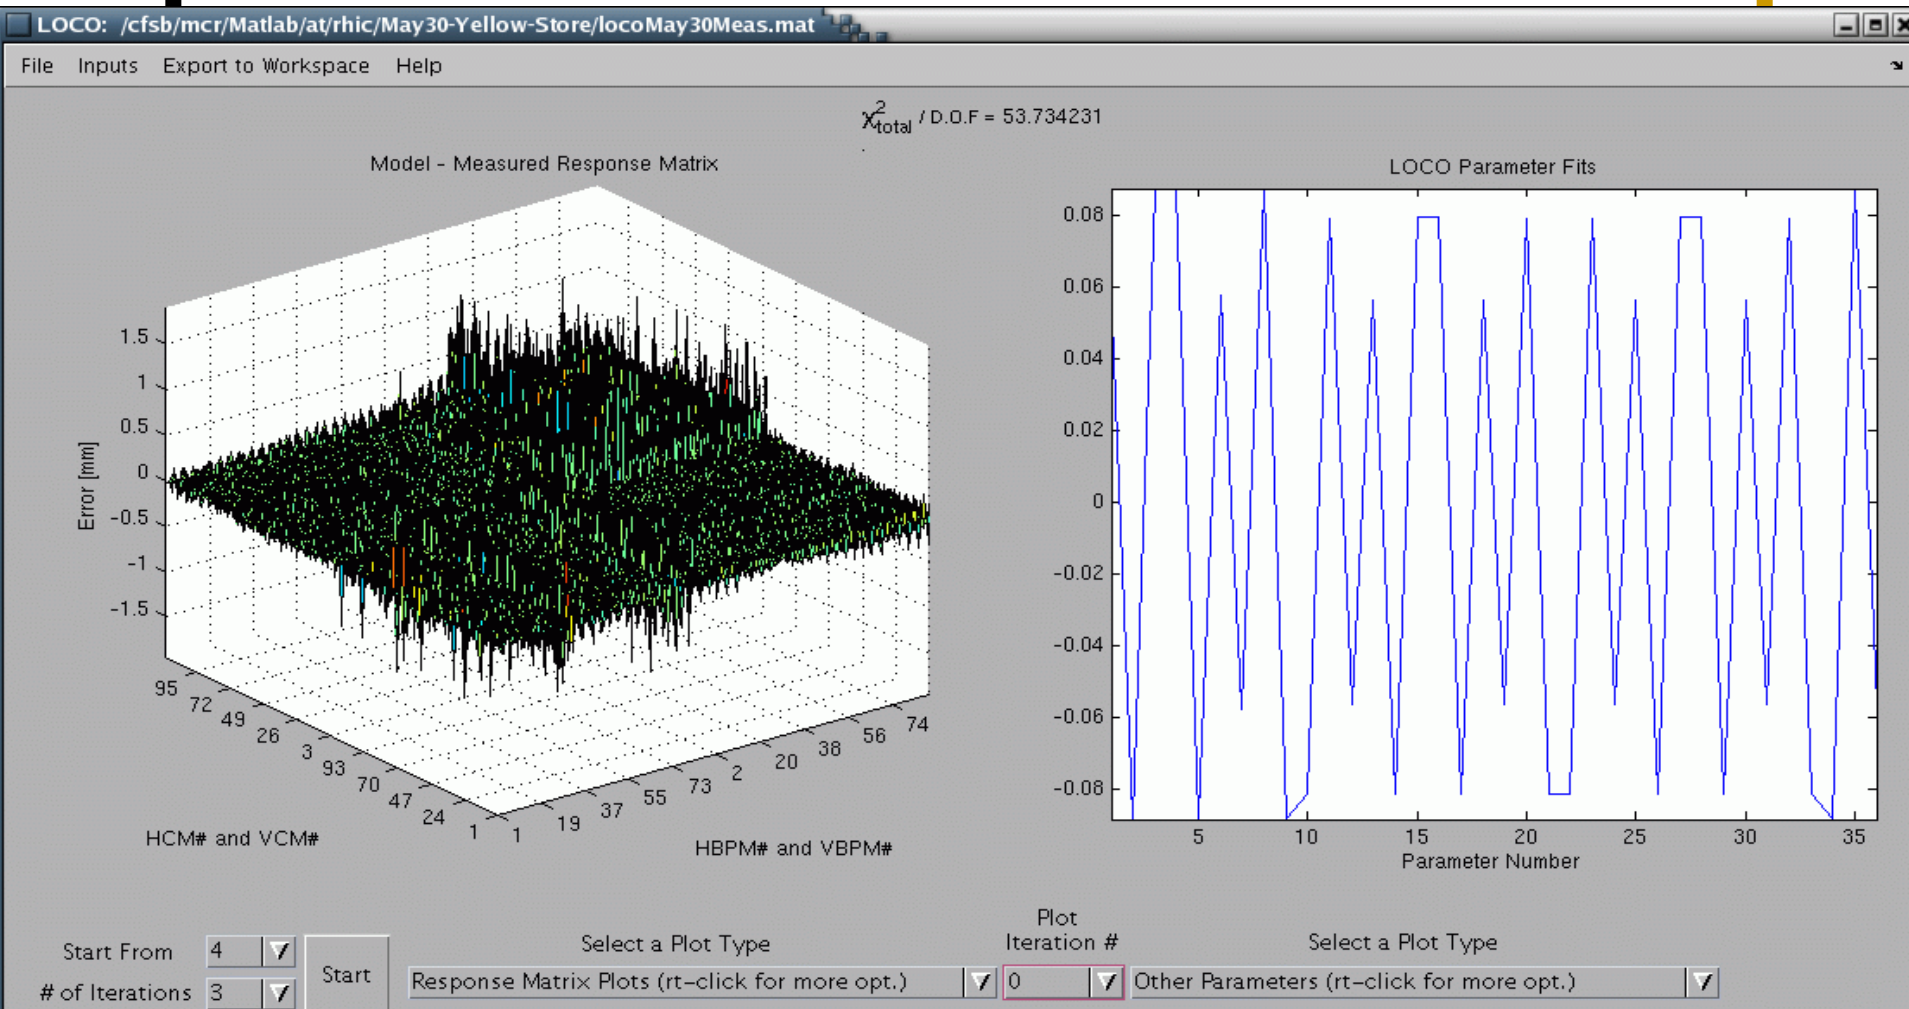 LOCO: /cfsb/mcr/Matlab/at/rhic/May30-Yellow-Store/locoMay30Meas.mat
File Inputs Export to Workspace Help
χ²total / D.O.F = 53.734231
Model - Measured Response Matrix
1.5
1
0.5
0
-0.5
-1
-1.5
Error [mm]
95
72
49
26
3
93
70
47
24
1
HCM# and VCM#
1
19
37
55
73
2
20
38
56
74
HBPM# and VBPM#
LOCO Parameter Fits
0.08
0.06
0.04
0.02
0
-0.02
-0.04
-0.06
-0.08
5 10 15 20 25 30 35
Parameter Number
Start From 4
# of Iterations 3
Start
Select a Plot Type
Response Matrix Plots (rt-click for more opt.)
Plot
Iteration #
0
Select a Plot Type
Other Parameters (rt-click for more opt.)